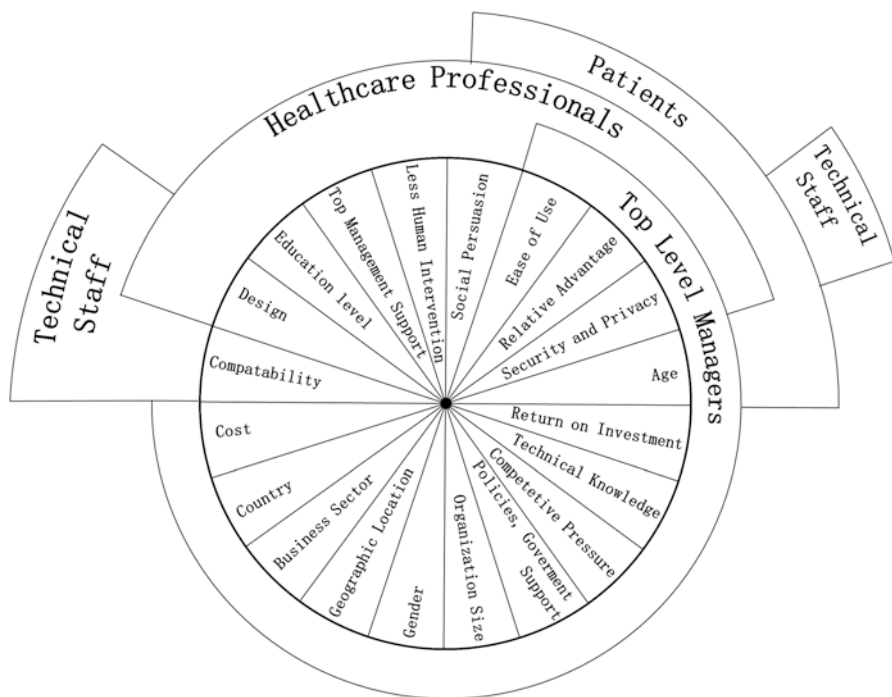 Patients
Healthcare Professionals
Technical
Staff
Technical
Staff
Top Level Managers
Social Persuasion
Ease of Use
Relative Advantage
Security and Privacy
Age
Return on Investment
Technical Knowledge
Competetive Pressure
Policies, Goverment
Support
Organization Size
Gender
Geographic Location
Business Sector
Country
Cost
Compatability
Design
Education level
Top Management Support
Less Human Intervention